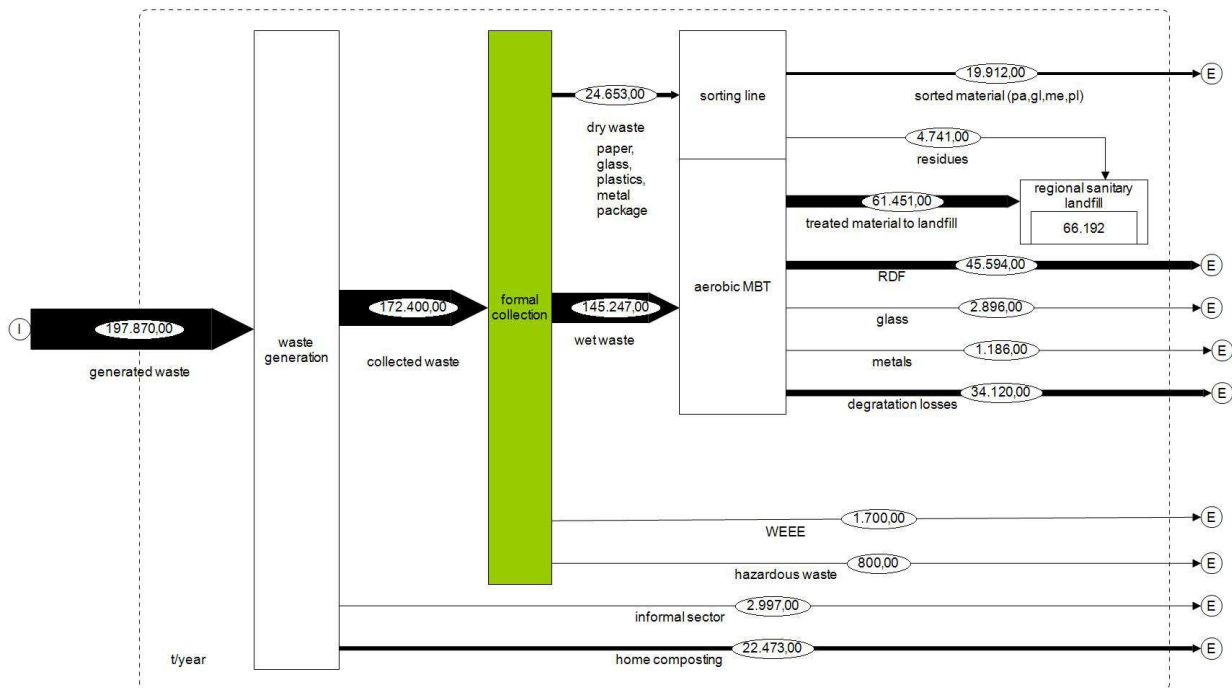 19.912,00
E
sorted material (pa,gl,me,pl)
24.653,00
sorting line
dry waste
4.741,00
residues
paper,
glass,
plastics,
metal
package
regional sanitary
landfill
66.192
61.451,00
treated material to landfill
45.594,00
E
RDF
aerobic MBT
172.400,00
formal
collection
145.247,00
2.896,00
E
glass
I
197.870,00
waste
generation
wet waste
1.186,00
E
metals
collected waste
generated waste
34.120,00
E
degratation losses
1.700,00
E
WEEE
800,00
E
hazardous waste
2.997,00
E
informal sector
22.473,00
E
home composting
t/year